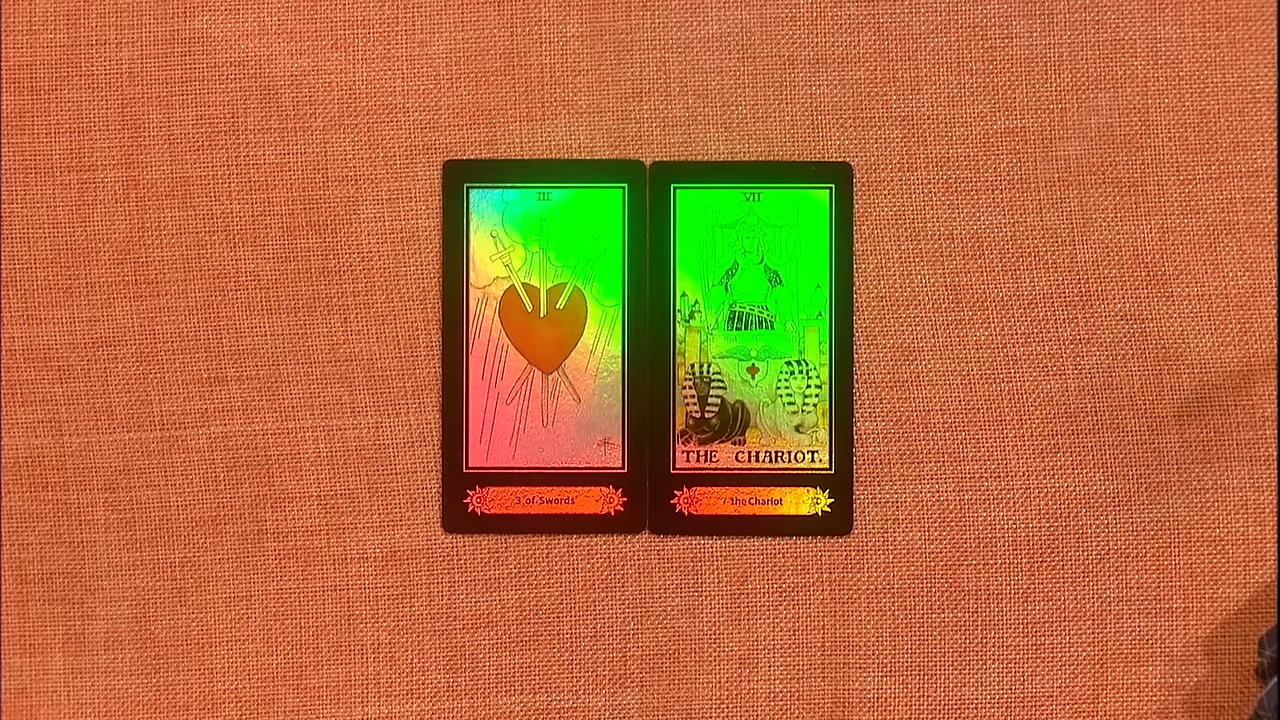 III
3 of Swords
VII
THE CHARIOT.
7 the Chariot